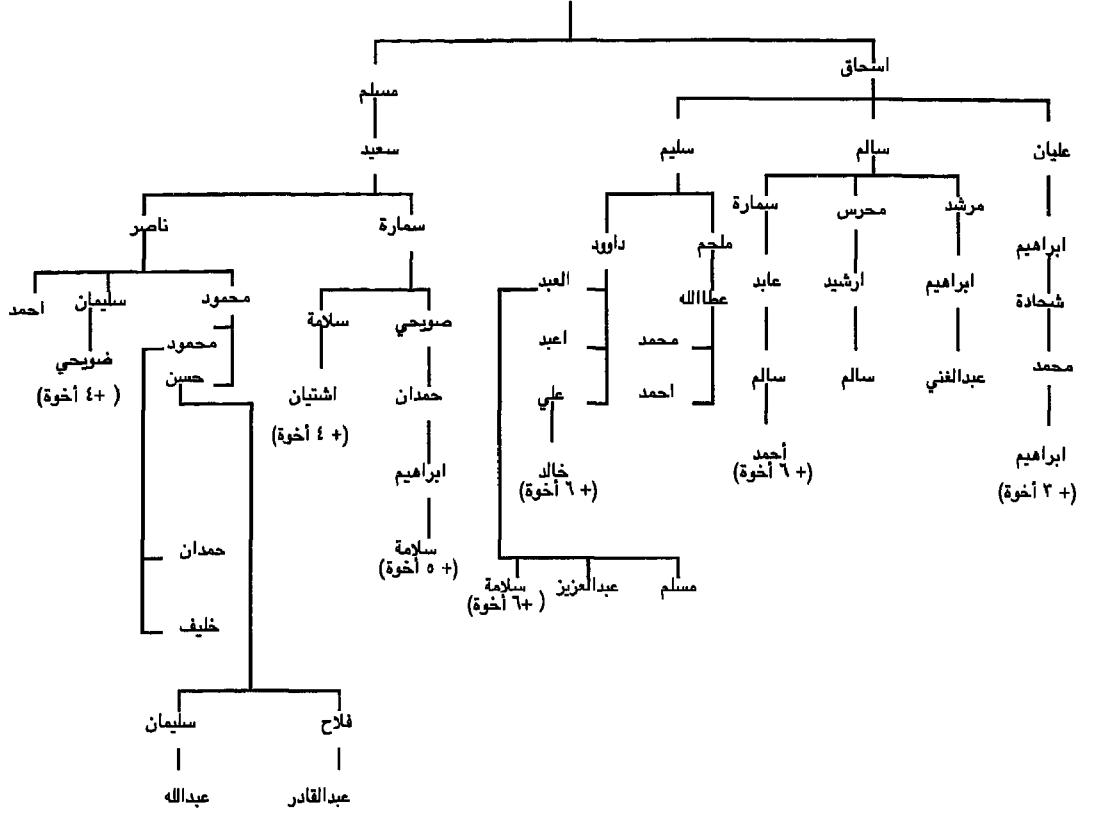 اسحاق
مسلم
عليان
سالم
سليم
سعيد
مرشد
محرس
سمارة
سمارة
ناصر
ابراهيم
ملحم
داوود
ابراهيم
ارشيد
عابد
العبد
شحادة
عطاالله
محمود
سليمان
احمد
صويحي
سلامة
محمد
اعبد
محمود
ضويحي
(+٤ أخوة)
محمد
عبدالغني
سالم
سالم
حسن
احمد
علي
حمدان
اشتيان
(+ ٤ أخوة)
ابراهيم
(+ ٣ أخوة)
أحمد
(+ ٦ أخوة)
خالد
(+ ٦ أخوة)
ابراهيم
سلامة
(+ ٥ أخوة)
حمدان
مسلم
عبدالعزيز
سلامة
(+٦ أخوة)
خليف
فلاح
سليمان
عبدالقادر
عبدالله